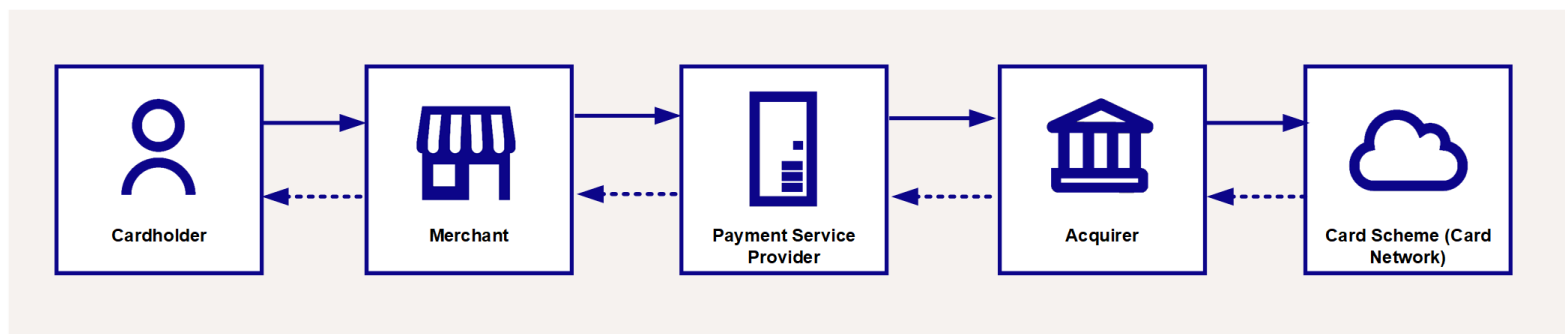 Cardholder
Merchant
Payment Service
Provider
Acquirer
Card Scheme (Card
Network)